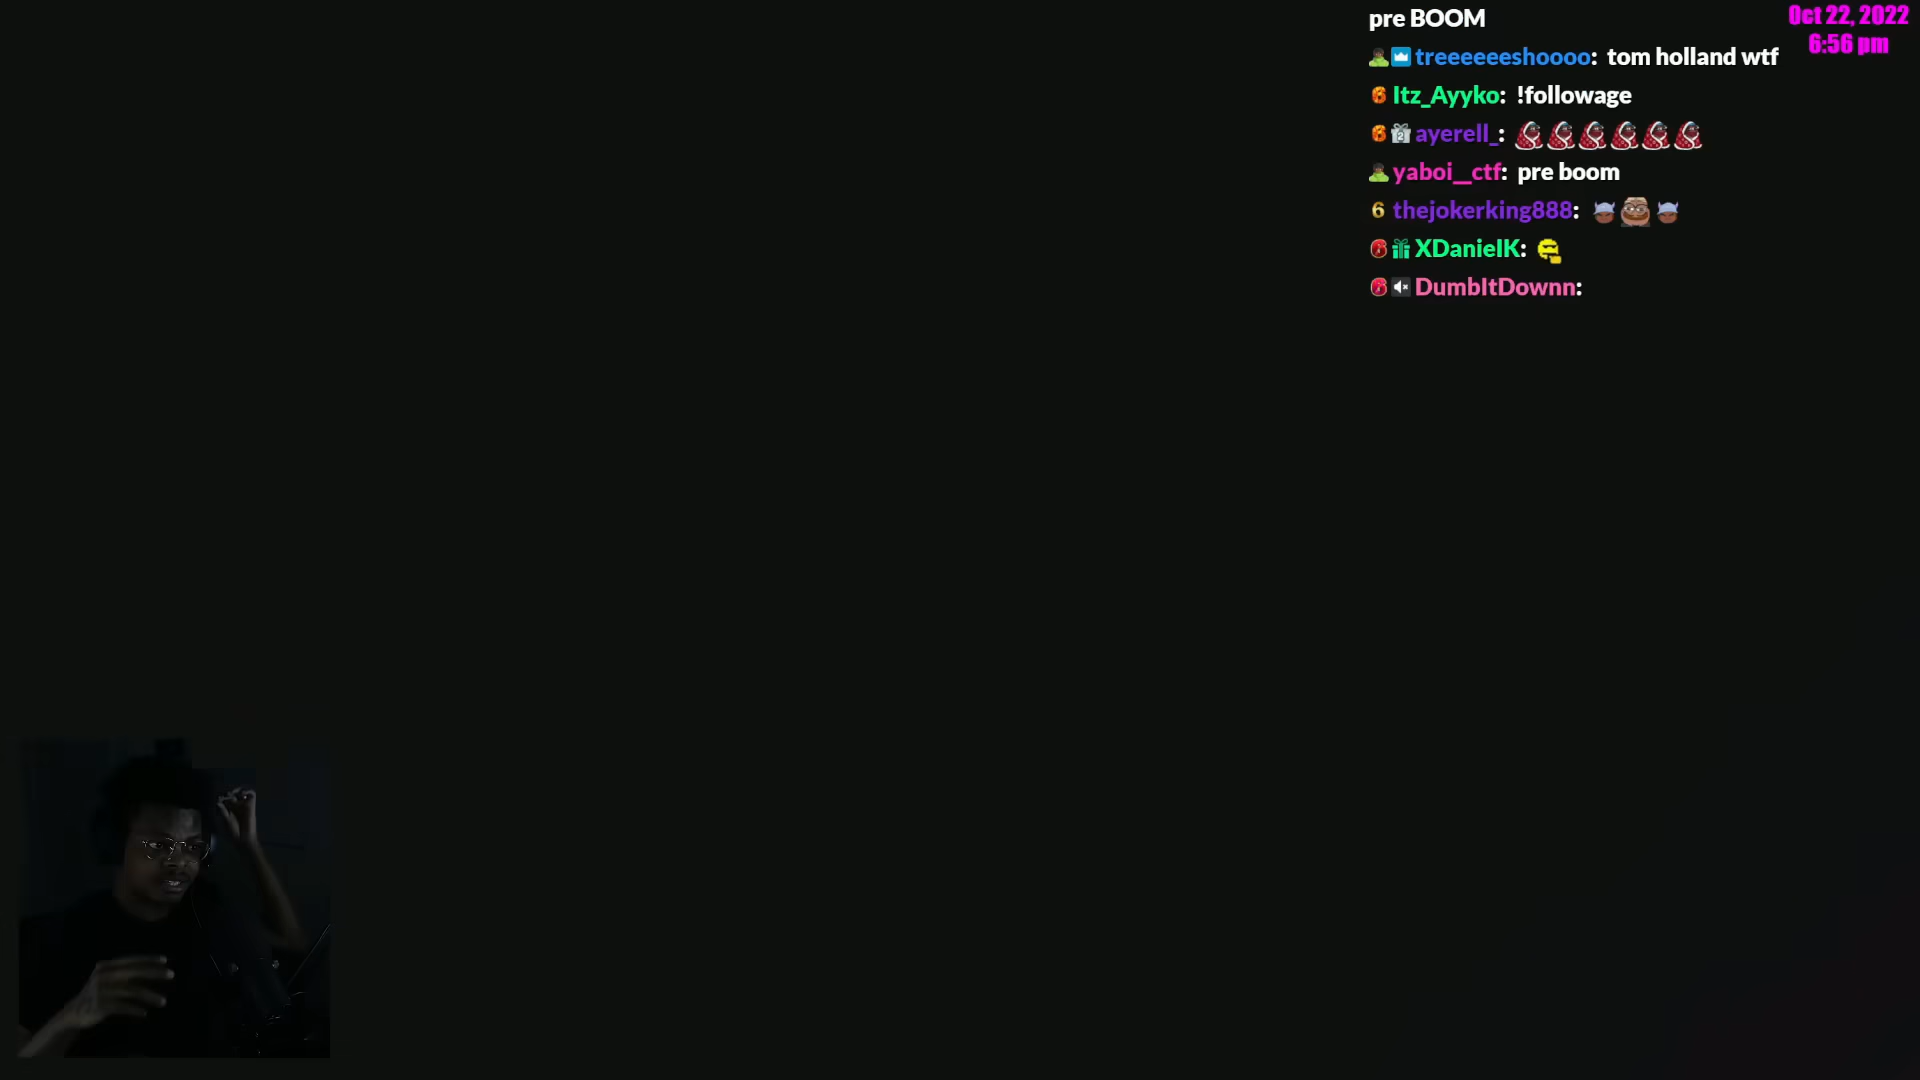 pre BOOM
Oct 22, 2022
6:56 pm
treeeeeeshoooo: tom holland wtf
Itz_Ayyko: !followage
ayerell_:
yaboi__ctf: pre boom
6 thejokerking888:
XDanielK:
DumbItDownn: